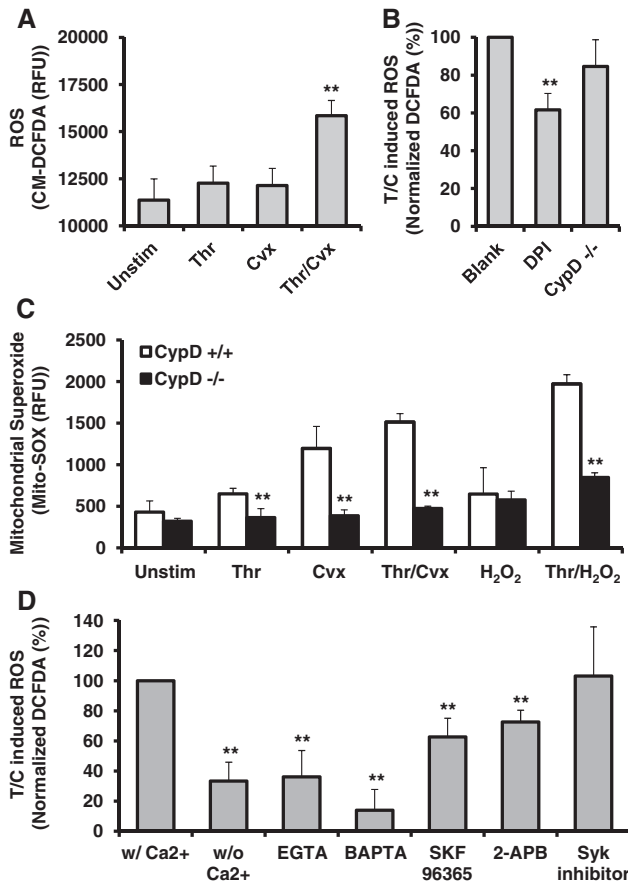 A
ROS
(CM-DCFDA (RFU))
20000
17500
15000
12500
10000
**
Unstim
Thr
Cvx
Thr/Cvx
B
T/C induced ROS
(Normalized DCFDA (%))
100
80
60
40
20
0
**
Blank
DPI
CypD -/-
C
Mitochondrial Superoxide
(Mito-SOX (RFU))
2500
2000
1500
1000
500
0
CypD +/+
CypD -/-
**
**
**
**
Unstim
Thr
Cvx
Thr/Cvx
H₂O₂
Thr/H₂O₂
D
T/C induced ROS
(Normalized DCFDA (%))
140
120
100
80
60
40
20
0
**
**
**
**
**
w/ Ca2+
w/o
Ca2+
EGTA
BAPTA
SKF
96365
2-APB
Syk
inhibitor